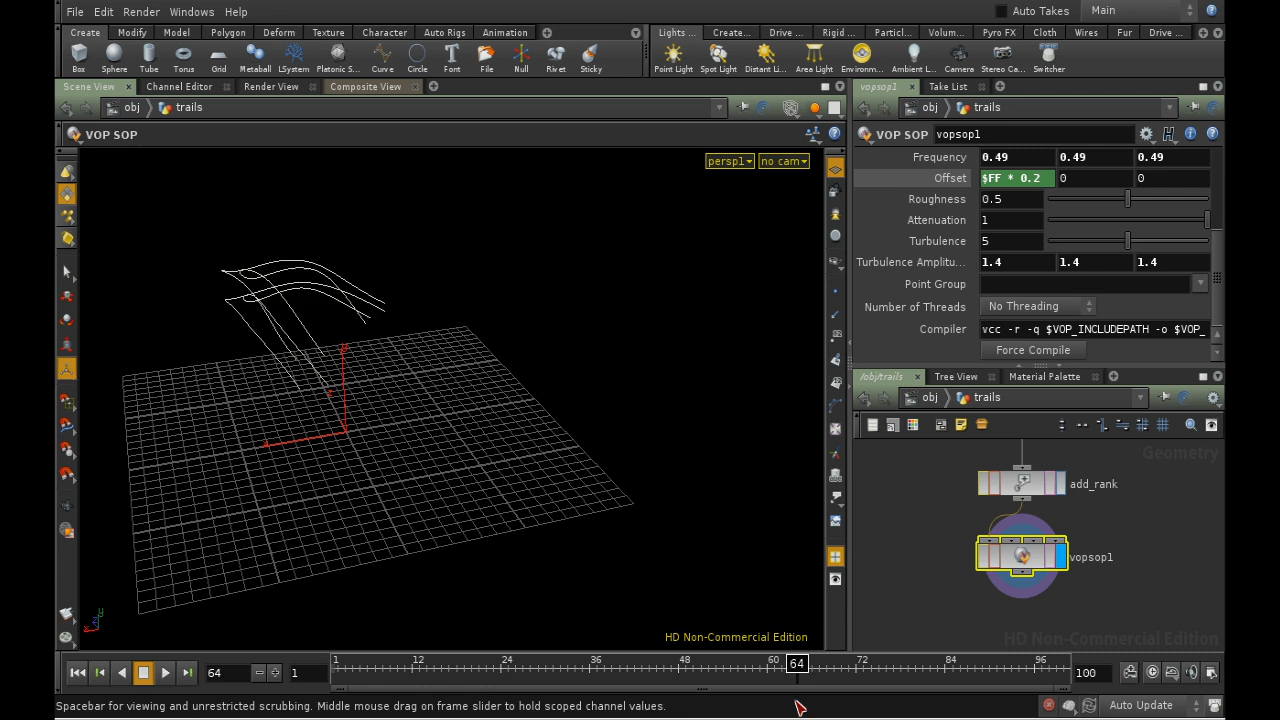 File Edit Render Windows Help Auto Takes Main
Create Modify Model Polygon Deform Texture Character Auto Rigs Animation Lights ... Create... Drive ... Rigid ... Particl... Volum... Pyro FX Cloth Wires Fur Drive ...
Box Sphere Tube Torus Grid Metaball LSystem Platonic S... Curve Circle Font File Null Rivet Sticky Point Light Spot Light Distant Li... Area Light Environm... Ambient L... Camera Stereo Ca... Switcher
Scene View Channel Editor Render View Composite View vopsop1 Take List
obj trails obj trails
VOP SOP VOP SOP vopsop1
persp1 no cam
Frequency 0.49 0.49 0.49
Offset $FF * 0.2 0 0
Roughness 0.5
Attenuation 1
Turbulence 5
Turbulence Amplitu... 1.4 1.4 1.4
Point Group
Number of Threads No Threading
Compiler vcc -r -q $VOP_INCLUDEPATH -o $VOP_
Force Compile
/obj/trails Tree View Material Palette
obj trails
Geometry
add_rank
vopsop1
HD Non-Commercial Edition
HD Non-Commercial Edition
64 1 1 12 24 36 48 60 64 72 84 96 100
Spacebar for viewing and unrestricted scrubbing. Middle mouse drag on frame slider to hold scoped channel values. Auto Update